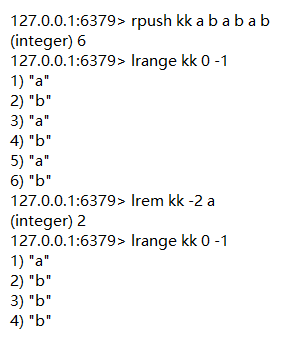 127.0.0.1:6379> rpush kk a b a b a b
(integer) 6
127.0.0.1:6379> lrange kk 0 -1
1) "a"
2) "b"
3) "a"
4) "b"
5) "a"
6) "b"
127.0.0.1:6379> lrem kk -2 a
(integer) 2
127.0.0.1:6379> lrange kk 0 -1
1) "a"
2) "b"
3) "b"
4) "b"